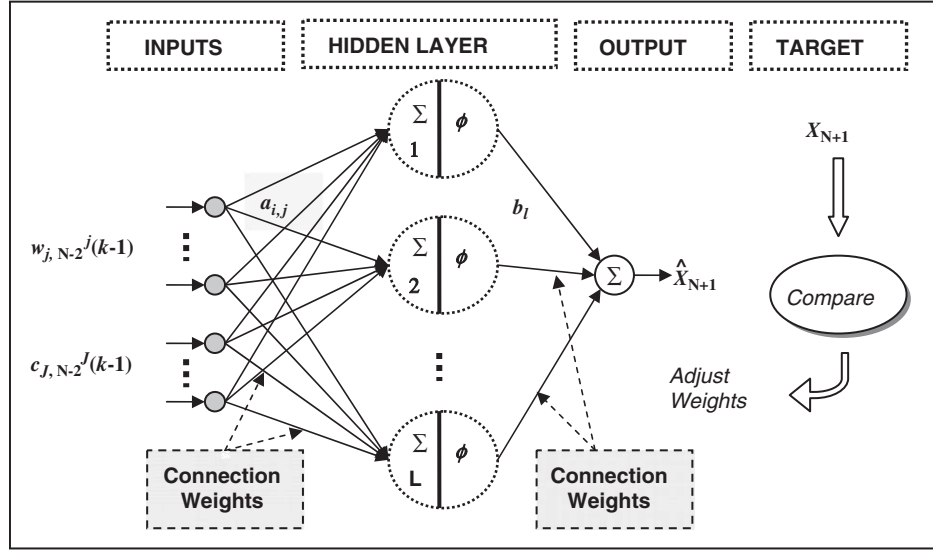 INPUTS
HIDDEN LAYER
OUTPUT
TARGET
Σ ϕ
1
X_{N+1}
a_{i,j}
b_l
w_{j, N-2^j(k-1)}
Σ ϕ
2
Σ
X̂_{N+1}
Compare
c_{J, N-2^J(k-1)}
Adjust
Weights
Σ ϕ
L
Connection
Weights
Connection
Weights